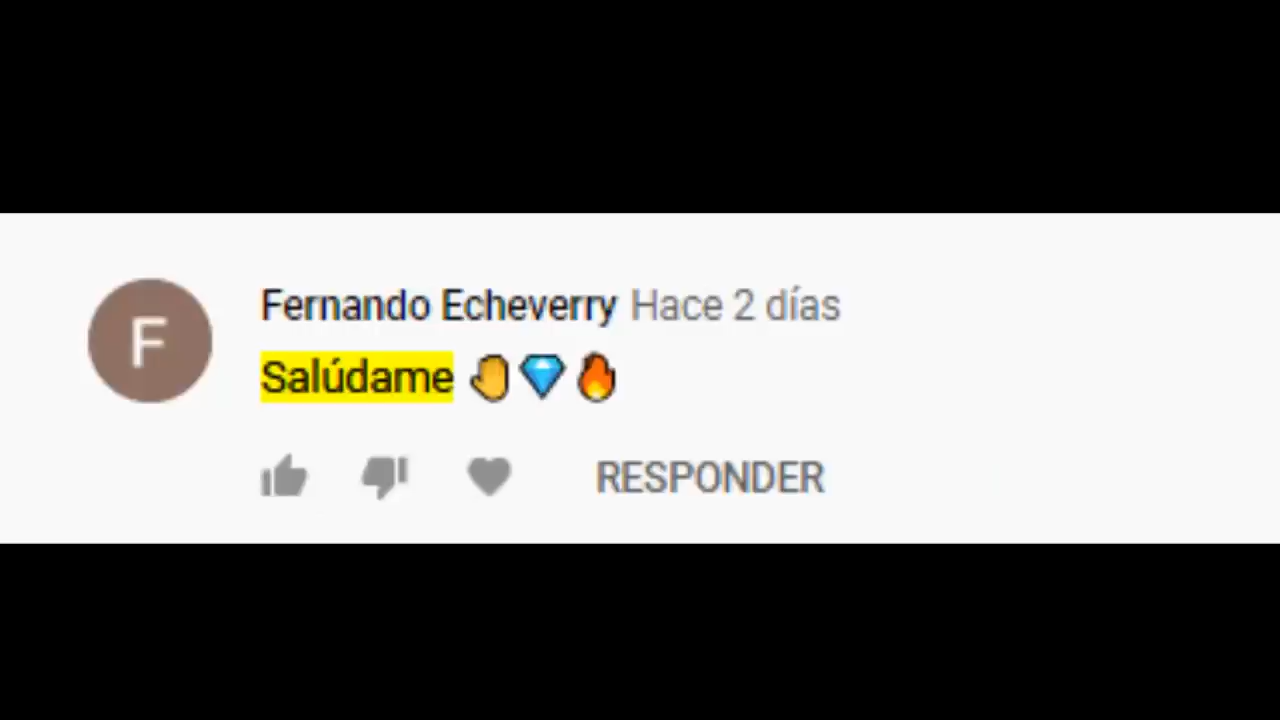 F
Fernando Echeverry Hace 2 días
Salúdame 🤚💎🔥
RESPONDER